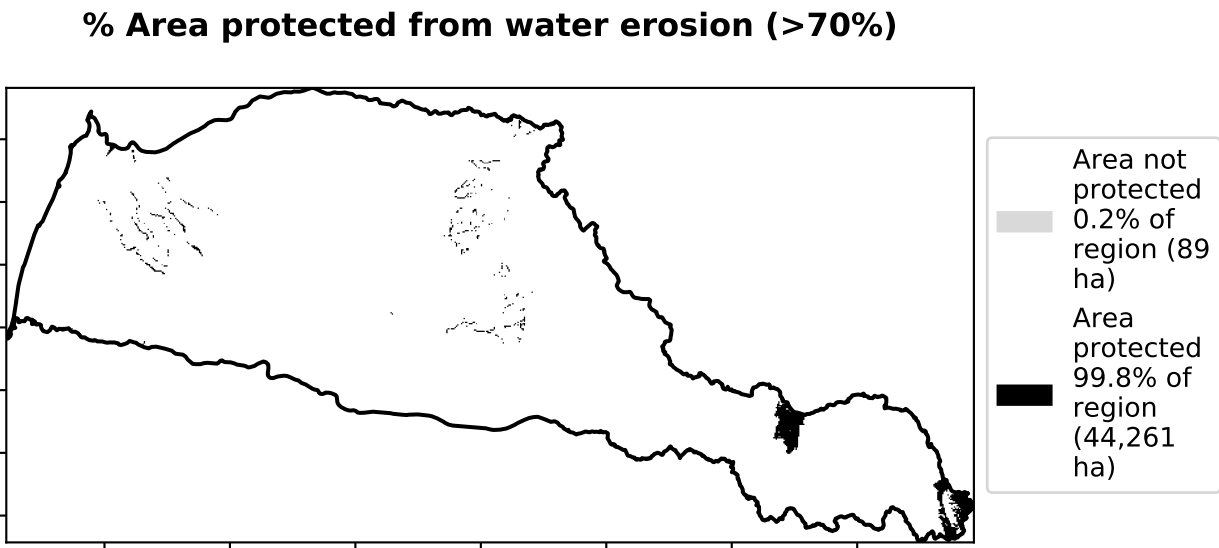 % Area protected from water erosion (>70%)
Area not
protected
0.2% of
region (89
ha)
Area
protected
99.8% of
region
(44,261
ha)